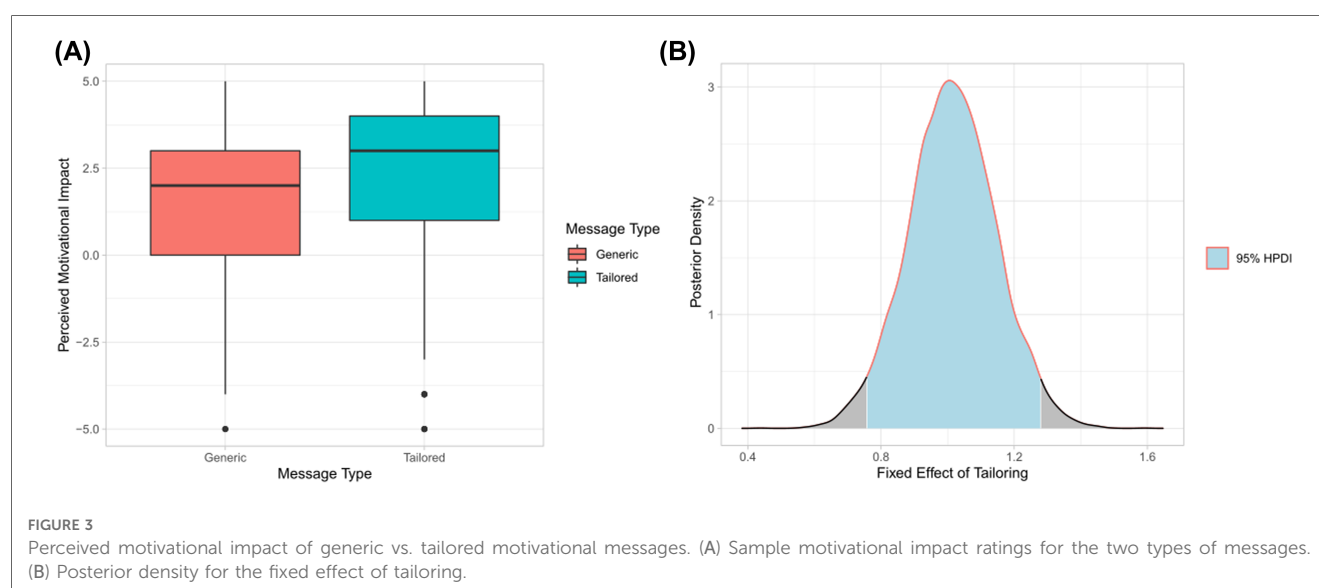 (A)
5.0
2.5
0.0
−2.5
−5.0
Perceived Motivational Impact
Generic
Tailored
Message Type
Message Type
Generic
Tailored
(B)
3
2
1
0
Posterior Density
0.4
0.8
1.2
1.6
Fixed Effect of Tailoring
95% HPDI
FIGURE 3
Perceived motivational impact of generic vs. tailored motivational messages. (A) Sample motivational impact ratings for the two types of messages.
(B) Posterior density for the fixed effect of tailoring.